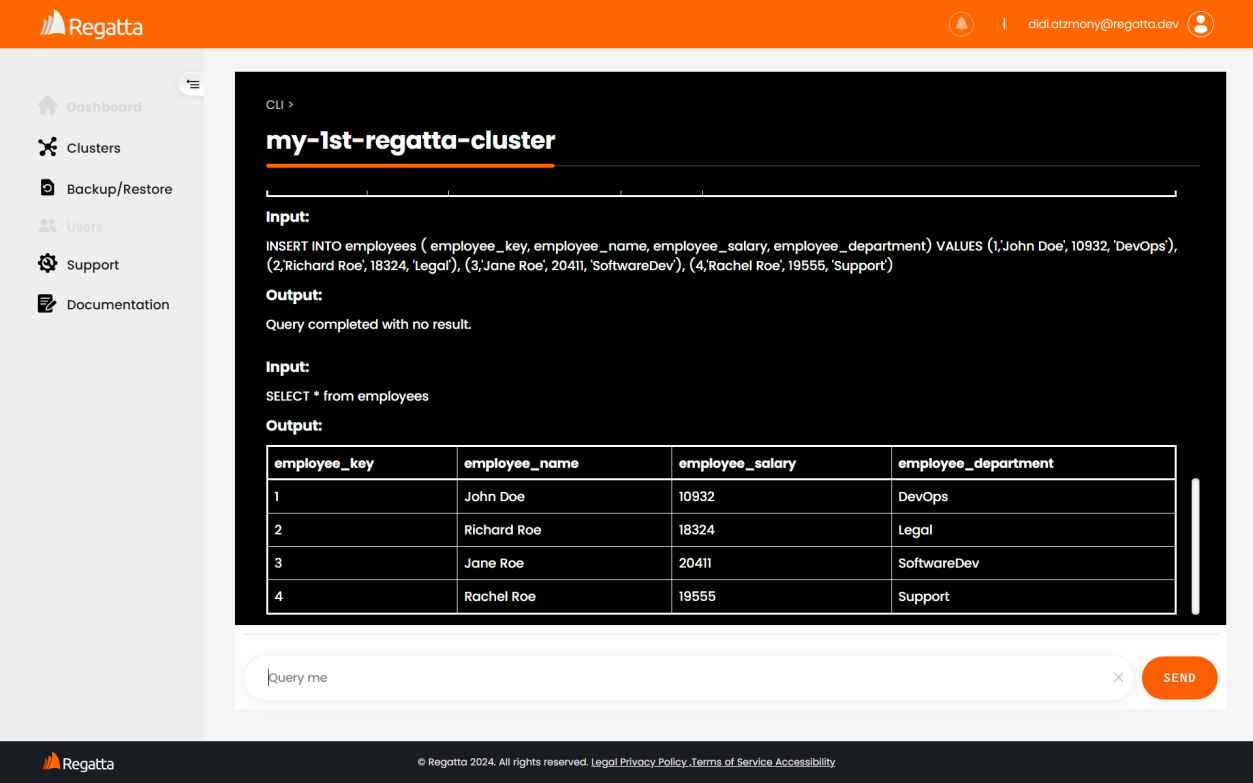 Regatta
| didi.atzmony@regatta.dev
Dashboard
Clusters
Backup/Restore
Users
Support
Documentation
CLI >
my-1st-regatta-cluster
Input:
INSERT INTO employees ( employee_key, employee_name, employee_salary, employee_department) VALUES (1,'John Doe', 10932, 'DevOps'),
(2,'Richard Roe', 18324, 'Legal'), (3,'Jane Roe', 20411, 'SoftwareDev'), (4,'Rachel Roe', 19555, 'Support')
Output:
Query completed with no result.
Input:
SELECT * from employees
Output:
employee_key employee_name employee_salary employee_department
1 John Doe 10932 DevOps
2 Richard Roe 18324 Legal
3 Jane Roe 20411 SoftwareDev
4 Rachel Roe 19555 Support
Query me
SEND
Regatta
© Regatta 2024. All rights reserved. Legal Privacy Policy ,Terms of Service Accessibility